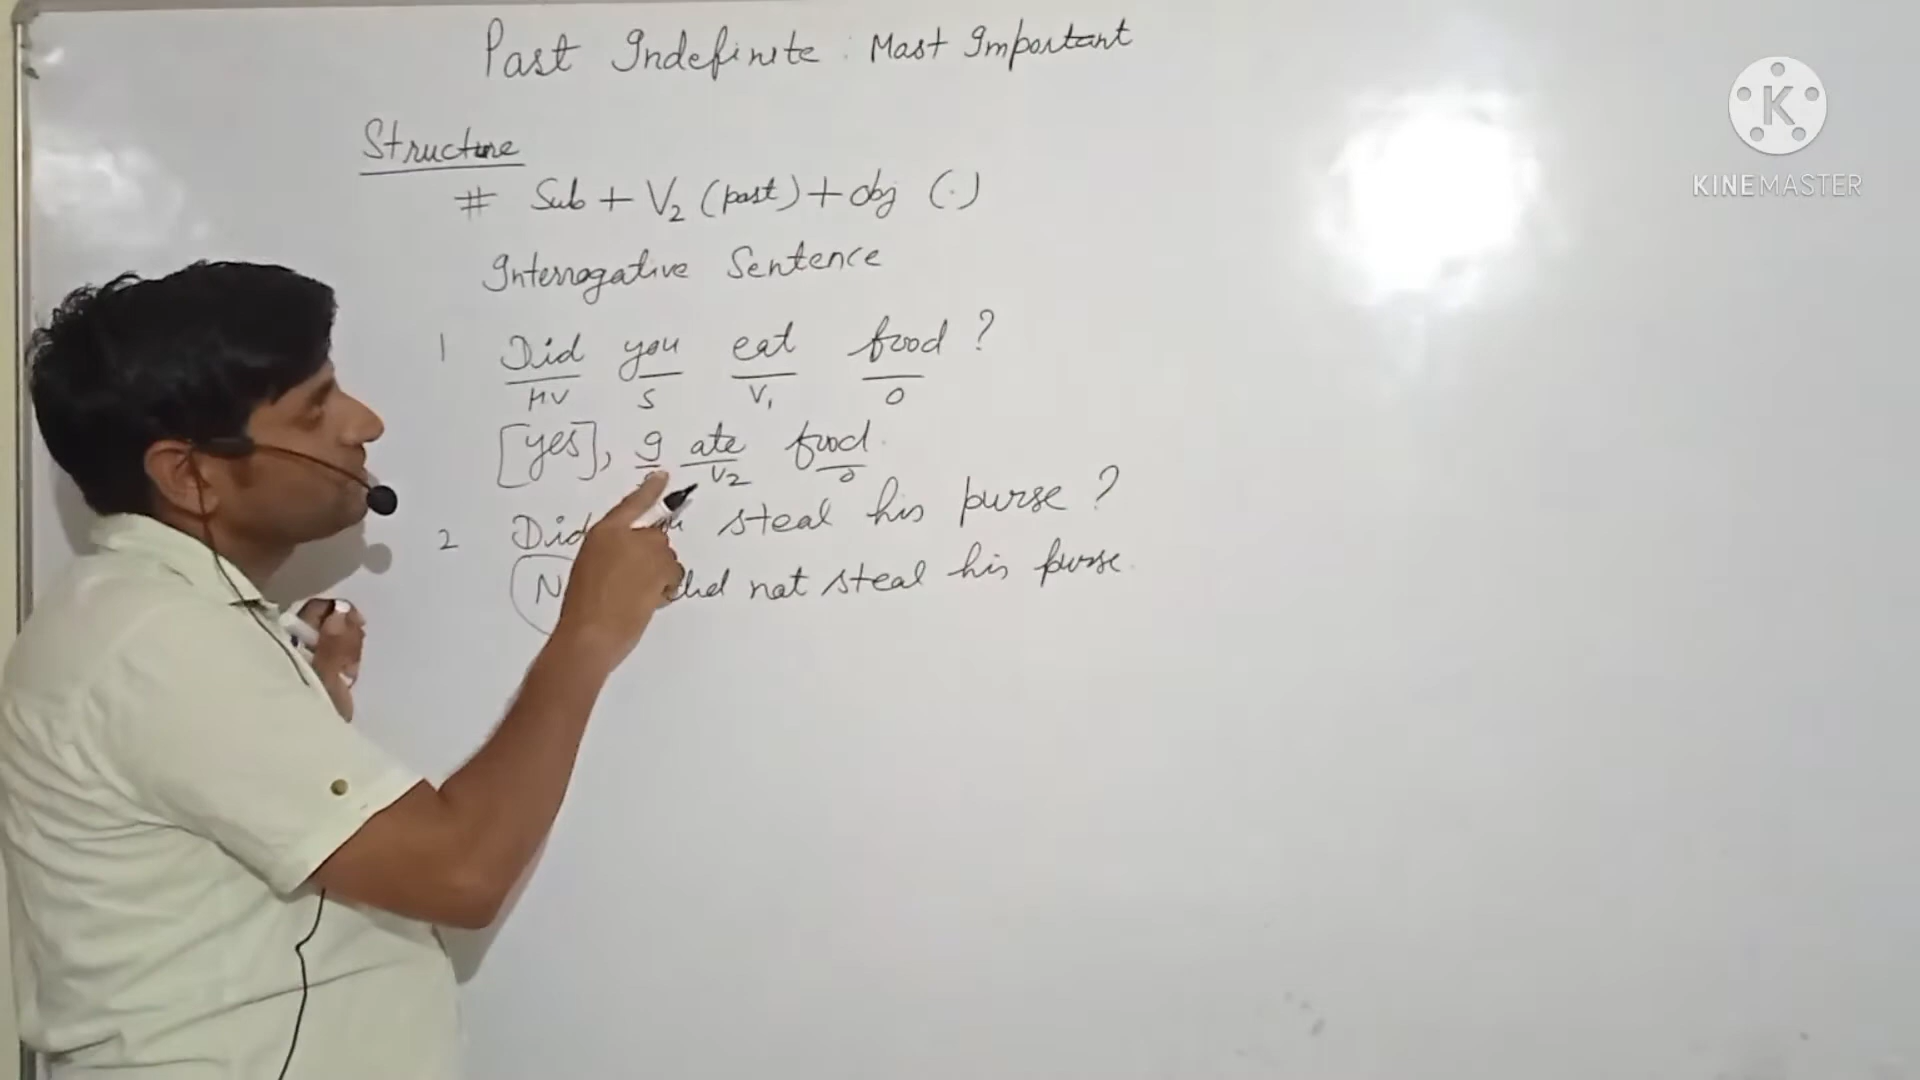 Past Indefinite : Mast Important
Structure
# Sub + V2 (past) + obj (.)
Interrogative Sentence
1 Did you eat food ?
HV S V1 O
[yes], I ate food.
V2 o
2 Did steal his purse ?
did not steal his purse.
K
KINEMASTER